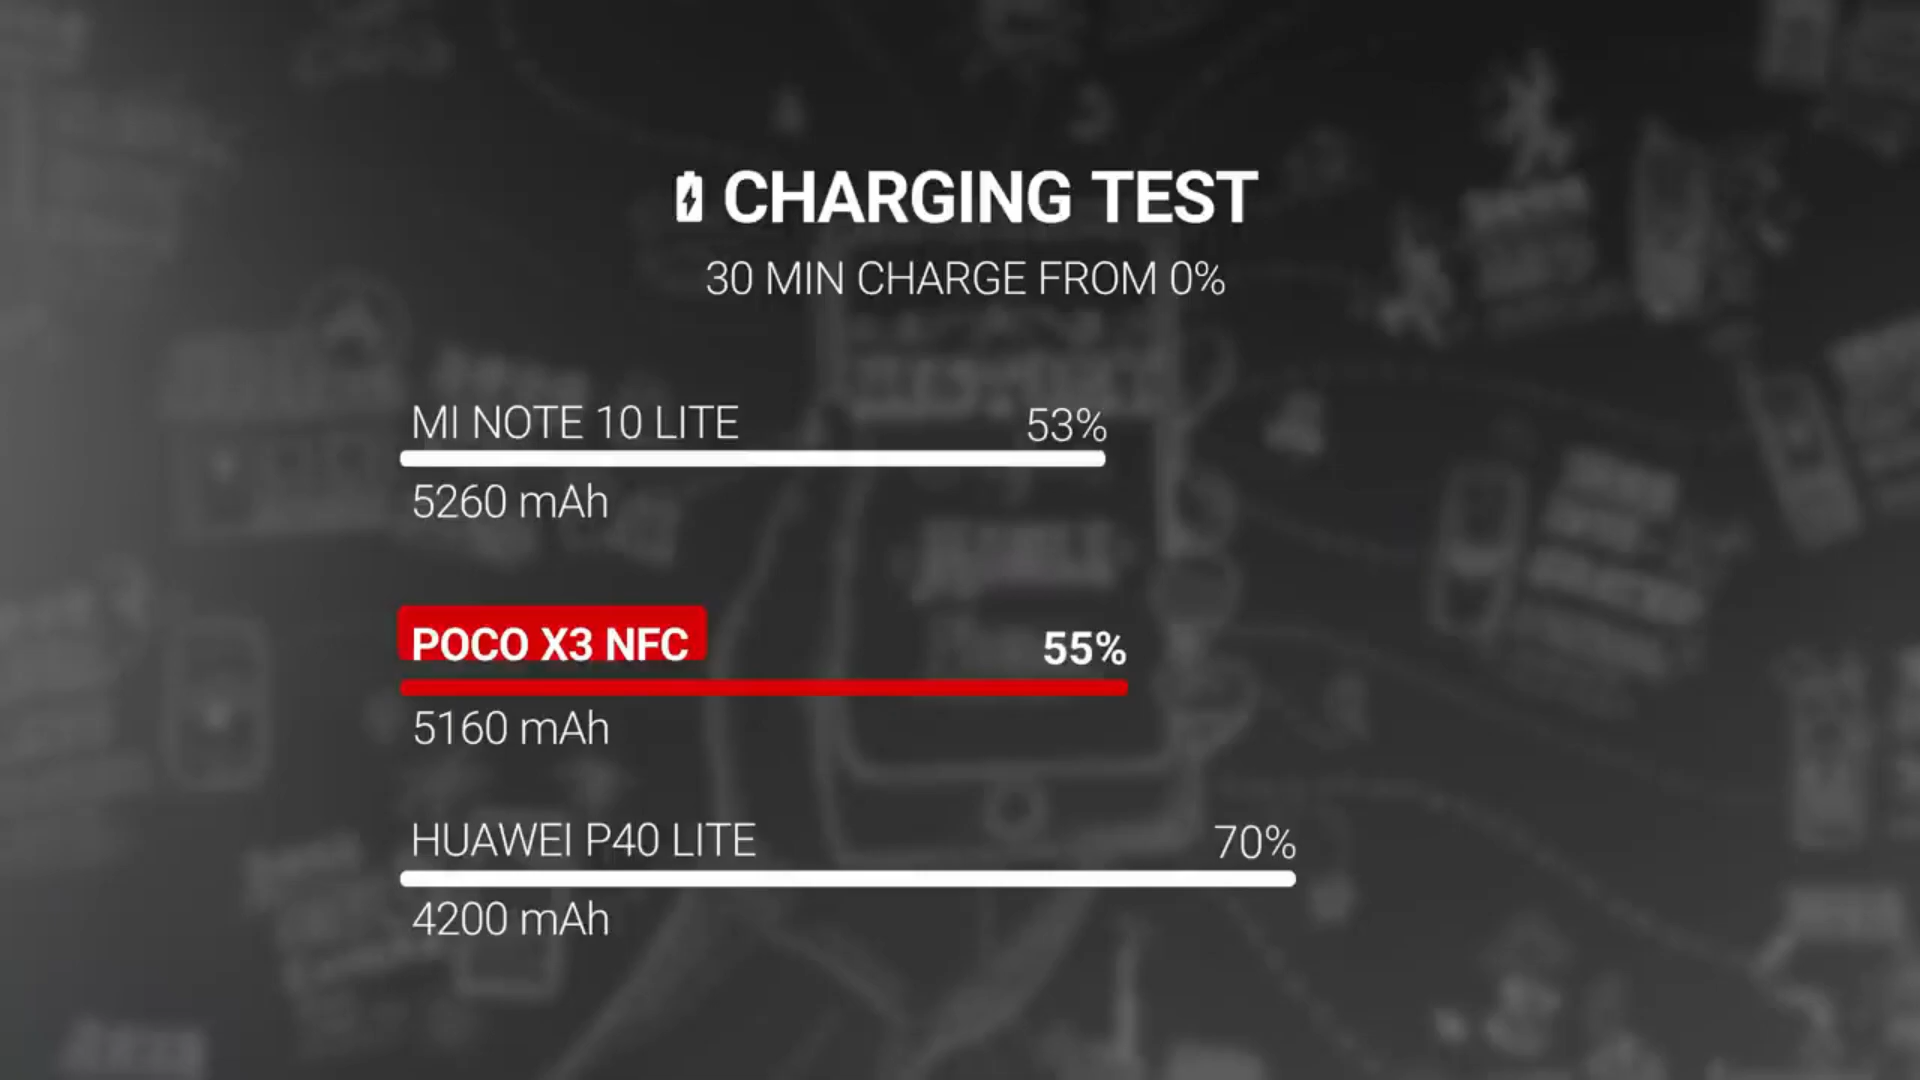 CHARGING TEST
30 MIN CHARGE FROM 0%
MI NOTE 10 LITE 53%
5260 mAh
POCO X3 NFC 55%
5160 mAh
HUAWEI P40 LITE 70%
4200 mAh